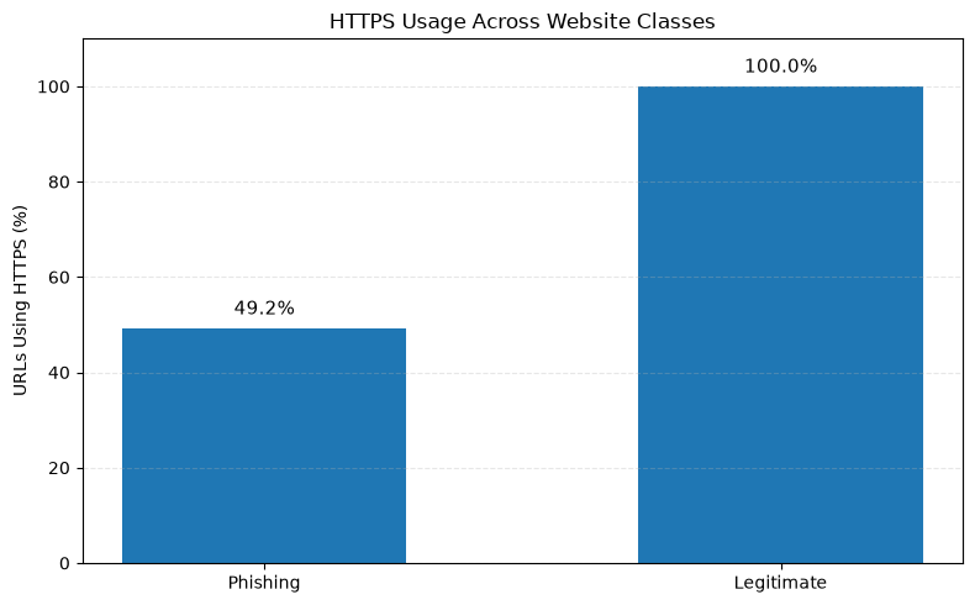 HTTPS Usage Across Website Classes
URLs Using HTTPS (%)
100
80
60
40
20
0
49.2%
100.0%
Phishing
Legitimate